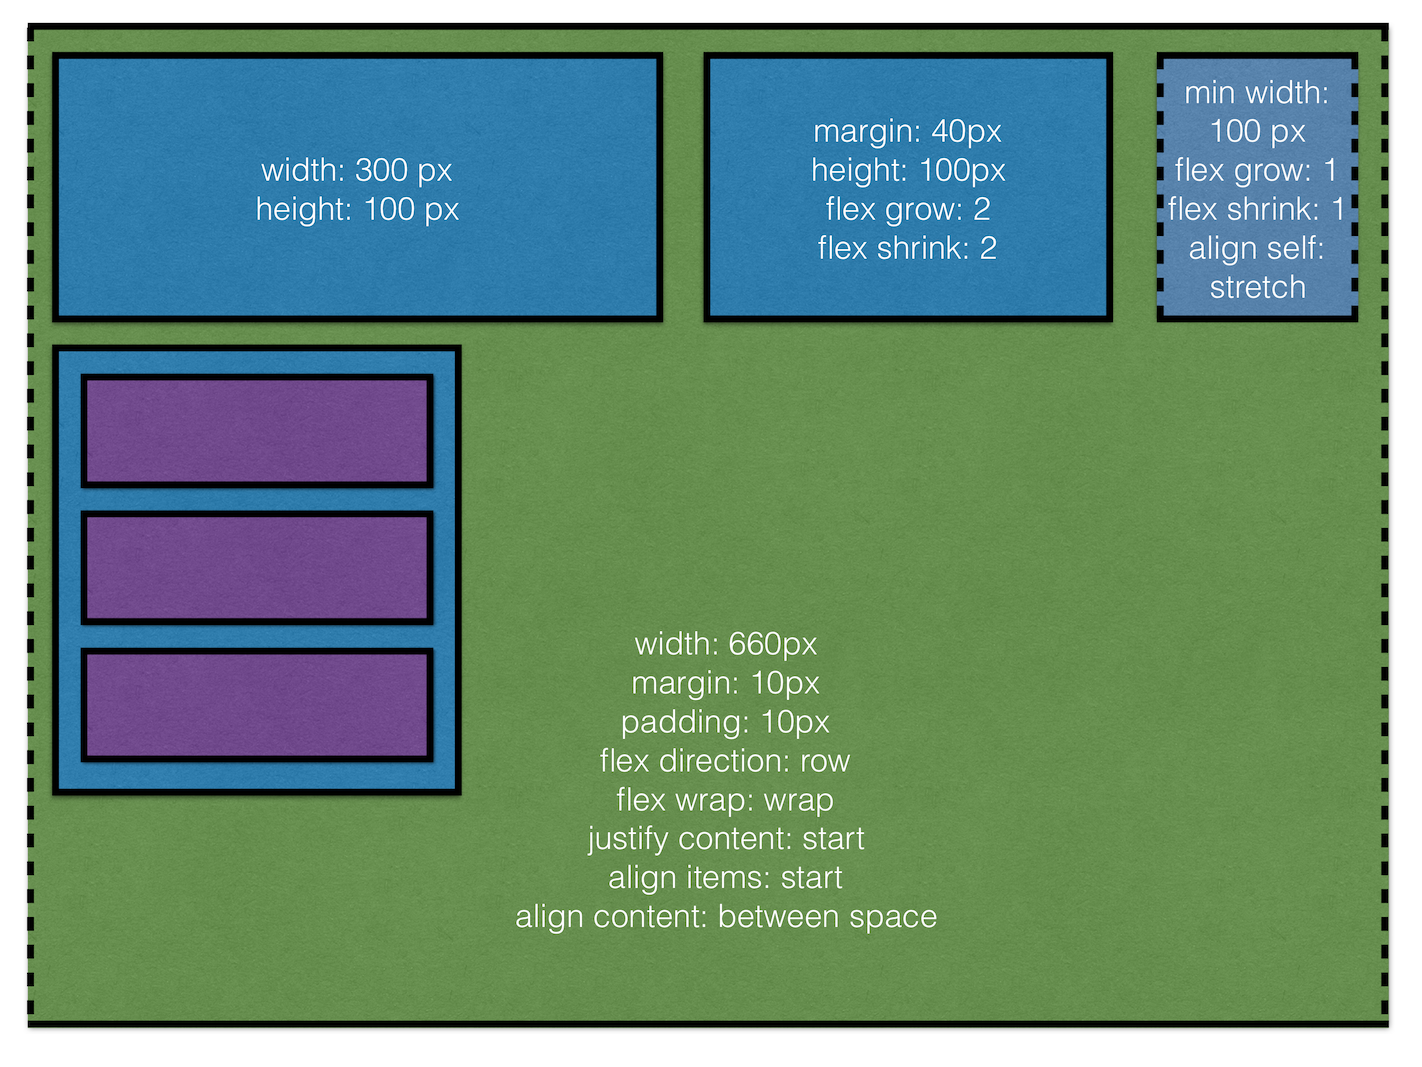 width: 300 px
height: 100 px
margin: 40px
height: 100px
flex grow: 2
flex shrink: 2
min width:
100 px
flex grow: 1
flex shrink: 1
align self:
stretch
width: 660px
margin: 10px
padding: 10px
flex direction: row
flex wrap: wrap
justify content: start
align items: start
align content: between space